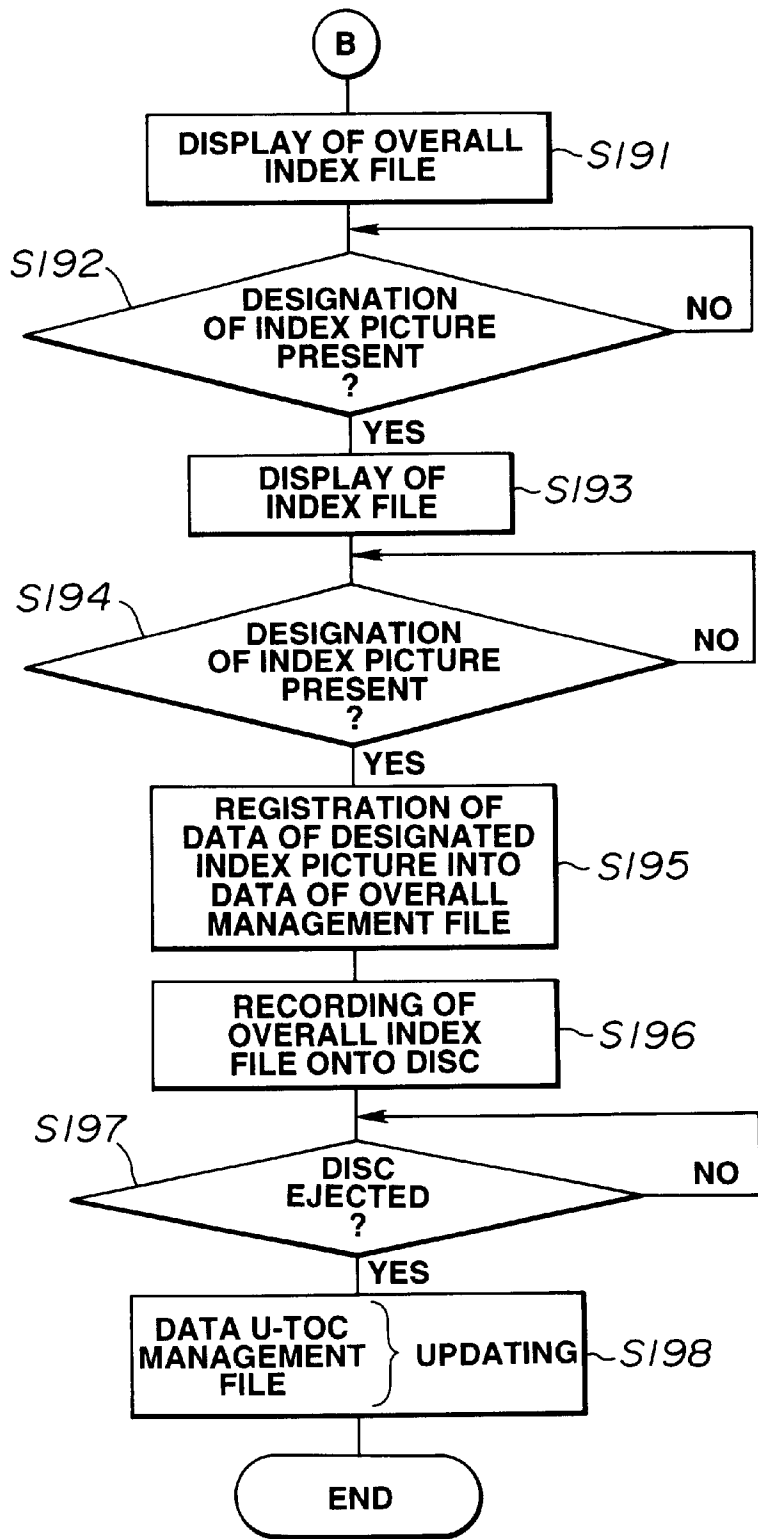 B
DISPLAY OF OVERALL
INDEX FILE
S191
S192
DESIGNATION
OF INDEX PICTURE
PRESENT
?
NO
YES
DISPLAY OF
INDEX FILE
S193
S194
DESIGNATION
OF INDEX PICTURE
PRESENT
?
NO
YES
REGISTRATION OF
DATA OF DESIGNATED
INDEX PICTURE INTO
DATA OF OVERALL
MANAGEMENT FILE
S195
RECORDING OF
OVERALL INDEX
FILE ONTO DISC
S196
S197
DISC
EJECTED
?
NO
YES
DATA U-TOC
MANAGEMENT
FILE
UPDATING
S198
END